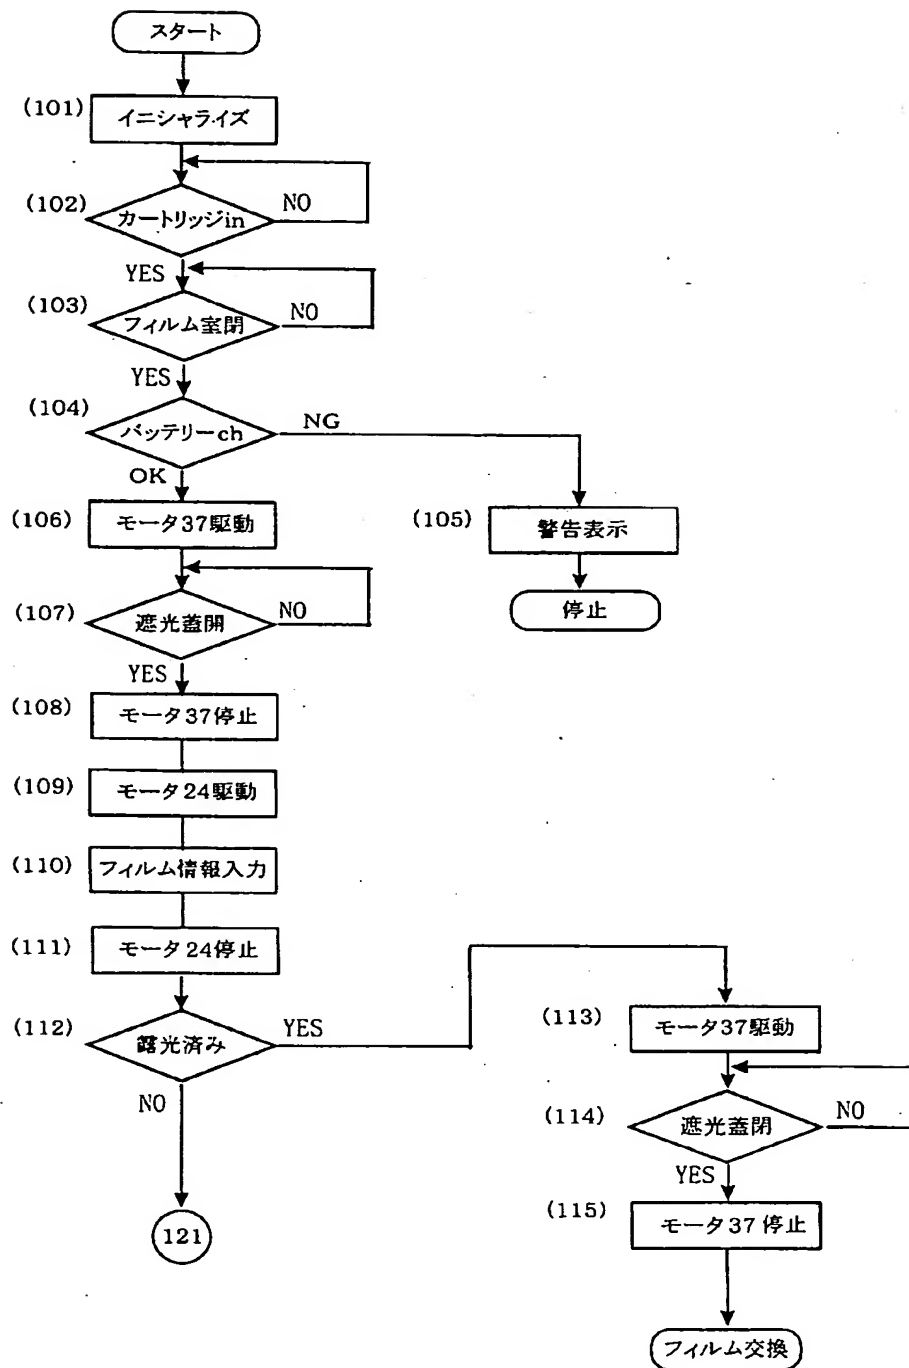 スタート
(101)
イニシャライズ
(102)
カートリッジin
NO
YES
(103)
フィルム室閉
NO
YES
(104)
バッテリーch
NG
OK
(106)
モータ37駆動
(105)
警告表示
(107)
遮光蓋開
NO
停止
YES
(108)
モータ37停止
(109)
モータ24駆動
(110)
フィルム情報入力
(111)
モータ24停止
(112)
露光済み
YES
NO
121
(113)
モータ37駆動
(114)
遮光蓋閉
NO
YES
(115)
モータ37停止
フィルム交換